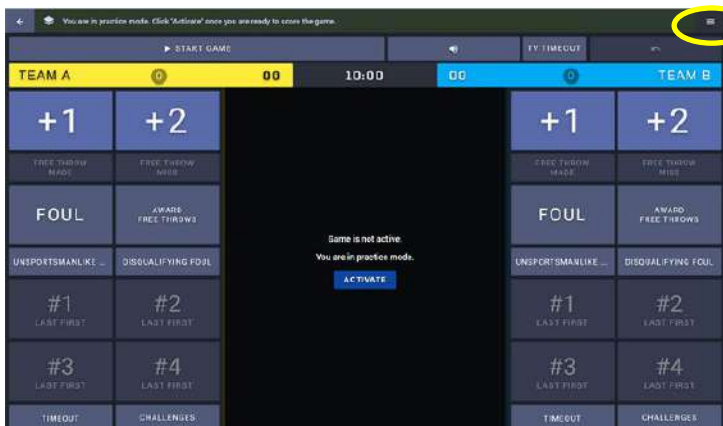 You are in practice mode. Click 'Activate' once you are ready to score the game.
START GAME
TV TIMEOUT
TEAM A 0 00 10:00 00 0 TEAM B
+1 +2 +1 +2
FREE THROW MADE FREE THROW MISS FREE THROW MADE FREE THROW MISS
FOUL AWARD FREE THROWS FOUL AWARD FREE THROWS
Game is not active.
You are in practice mode.
UNSPORTSMANLIKE ... DISQUALIFYING FOUL UNSPORTSMANLIKE ... DISQUALIFYING FOUL
ACTIVATE
#1 #2 #1 #2
LAST FIRST LAST FIRST LAST FIRST LAST FIRST
#3 #4 #3 #4
LAST FIRST LAST FIRST LAST FIRST LAST FIRST
TIMEOUT CHALLENGES TIMEOUT CHALLENGES